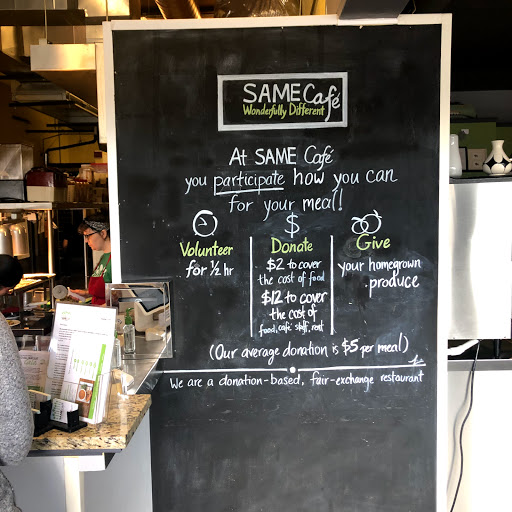 SAME Café
Wonderfully Different
At SAME Café
you participate how you can
for your meal!
Volunteer
for ½ hr
$
Donate
$2 to cover
the cost of food
$12 to cover
the cost of
food, café staff, rent
Give
your homegrown
produce
(Our average donation is $5 per meal)
We are a donation-based, fair-exchange restaurant